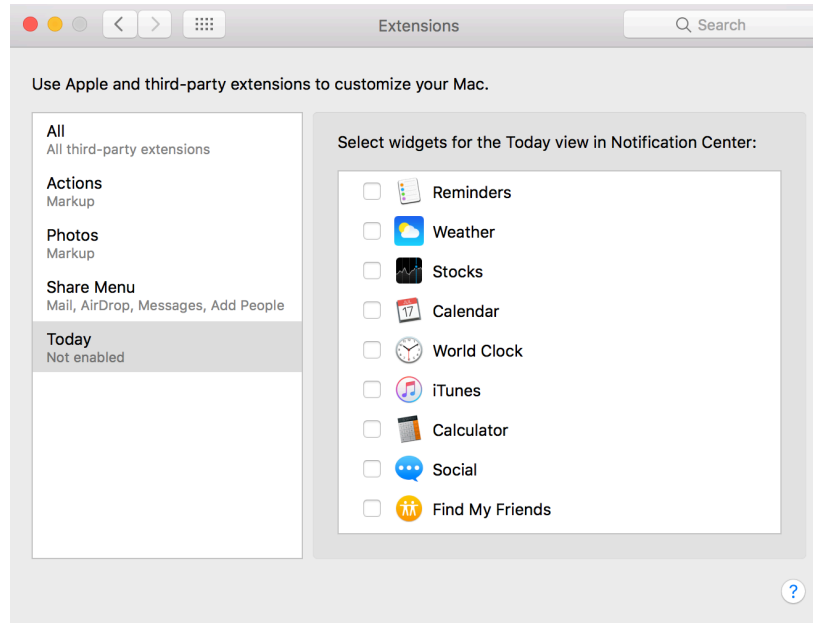 Extensions
Search
Use Apple and third-party extensions to customize your Mac.
All
All third-party extensions
Actions
Markup
Photos
Markup
Share Menu
Mail, AirDrop, Messages, Add People
Today
Not enabled
Select widgets for the Today view in Notification Center:
Reminders
Weather
Stocks
17
Calendar
World Clock
iTunes
Calculator
Social
Find My Friends
?